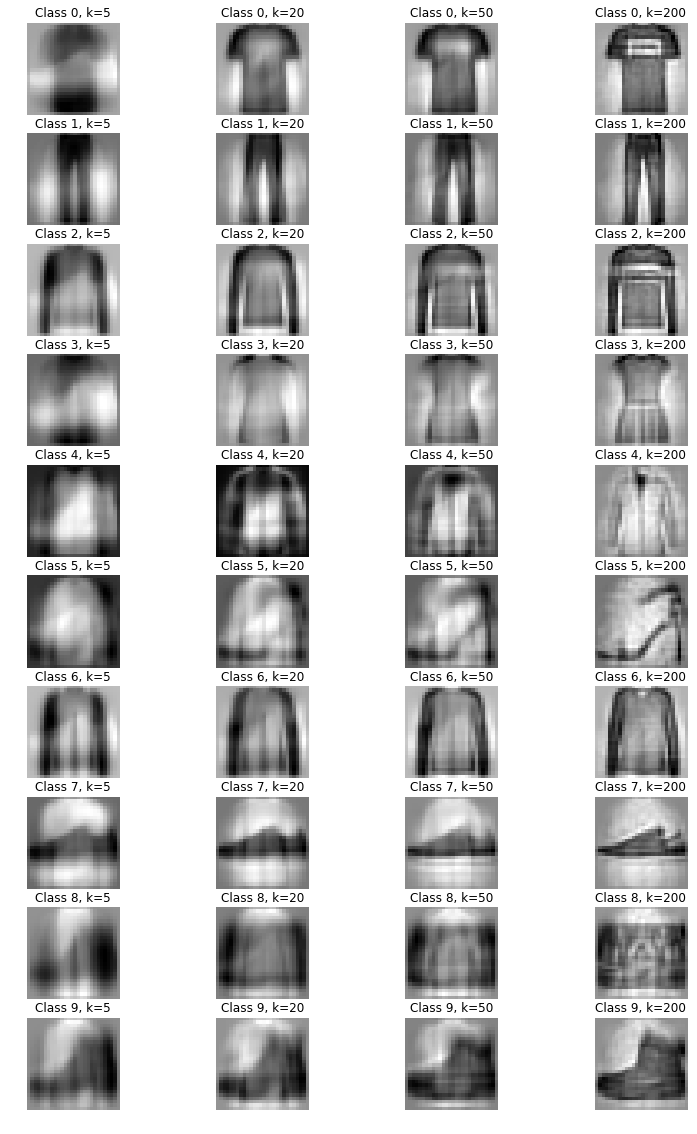 Class 0, k=5 Class 0, k=20 Class 0, k=50 Class 0, k=200
Class 1, k=5 Class 1, k=20 Class 1, k=50 Class 1, k=200
Class 2, k=5 Class 2, k=20 Class 2, k=50 Class 2, k=200
Class 3, k=5 Class 3, k=20 Class 3, k=50 Class 3, k=200
Class 4, k=5 Class 4, k=20 Class 4, k=50 Class 4, k=200
Class 5, k=5 Class 5, k=20 Class 5, k=50 Class 5, k=200
Class 6, k=5 Class 6, k=20 Class 6, k=50 Class 6, k=200
Class 7, k=5 Class 7, k=20 Class 7, k=50 Class 7, k=200
Class 8, k=5 Class 8, k=20 Class 8, k=50 Class 8, k=200
Class 9, k=5 Class 9, k=20 Class 9, k=50 Class 9, k=200